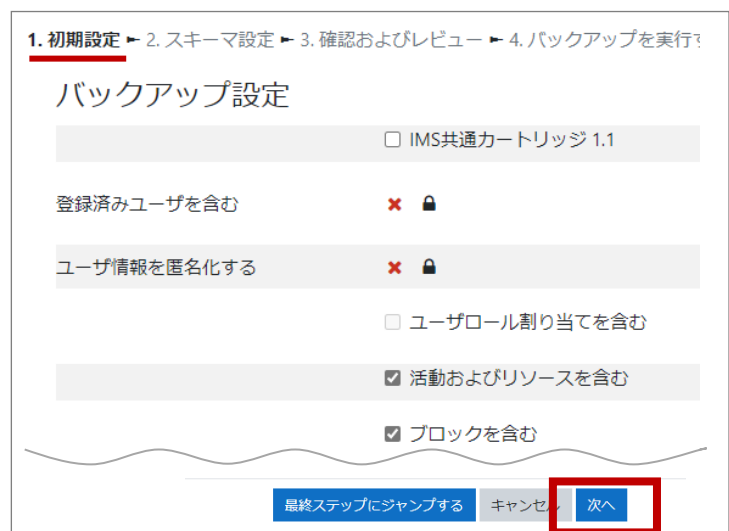 1. 初期設定 ► 2. スキーマ設定 ► 3. 確認およびレビュー ► 4. バックアップを実行
バックアップ設定
IMS共通カートリッジ 1.1
登録済みユーザを含む
ユーザ情報を匿名化する
ユーザロール割り当てを含む
活動およびリソースを含む
ブロックを含む
最終ステップにジャンプする キャンセル 次へ